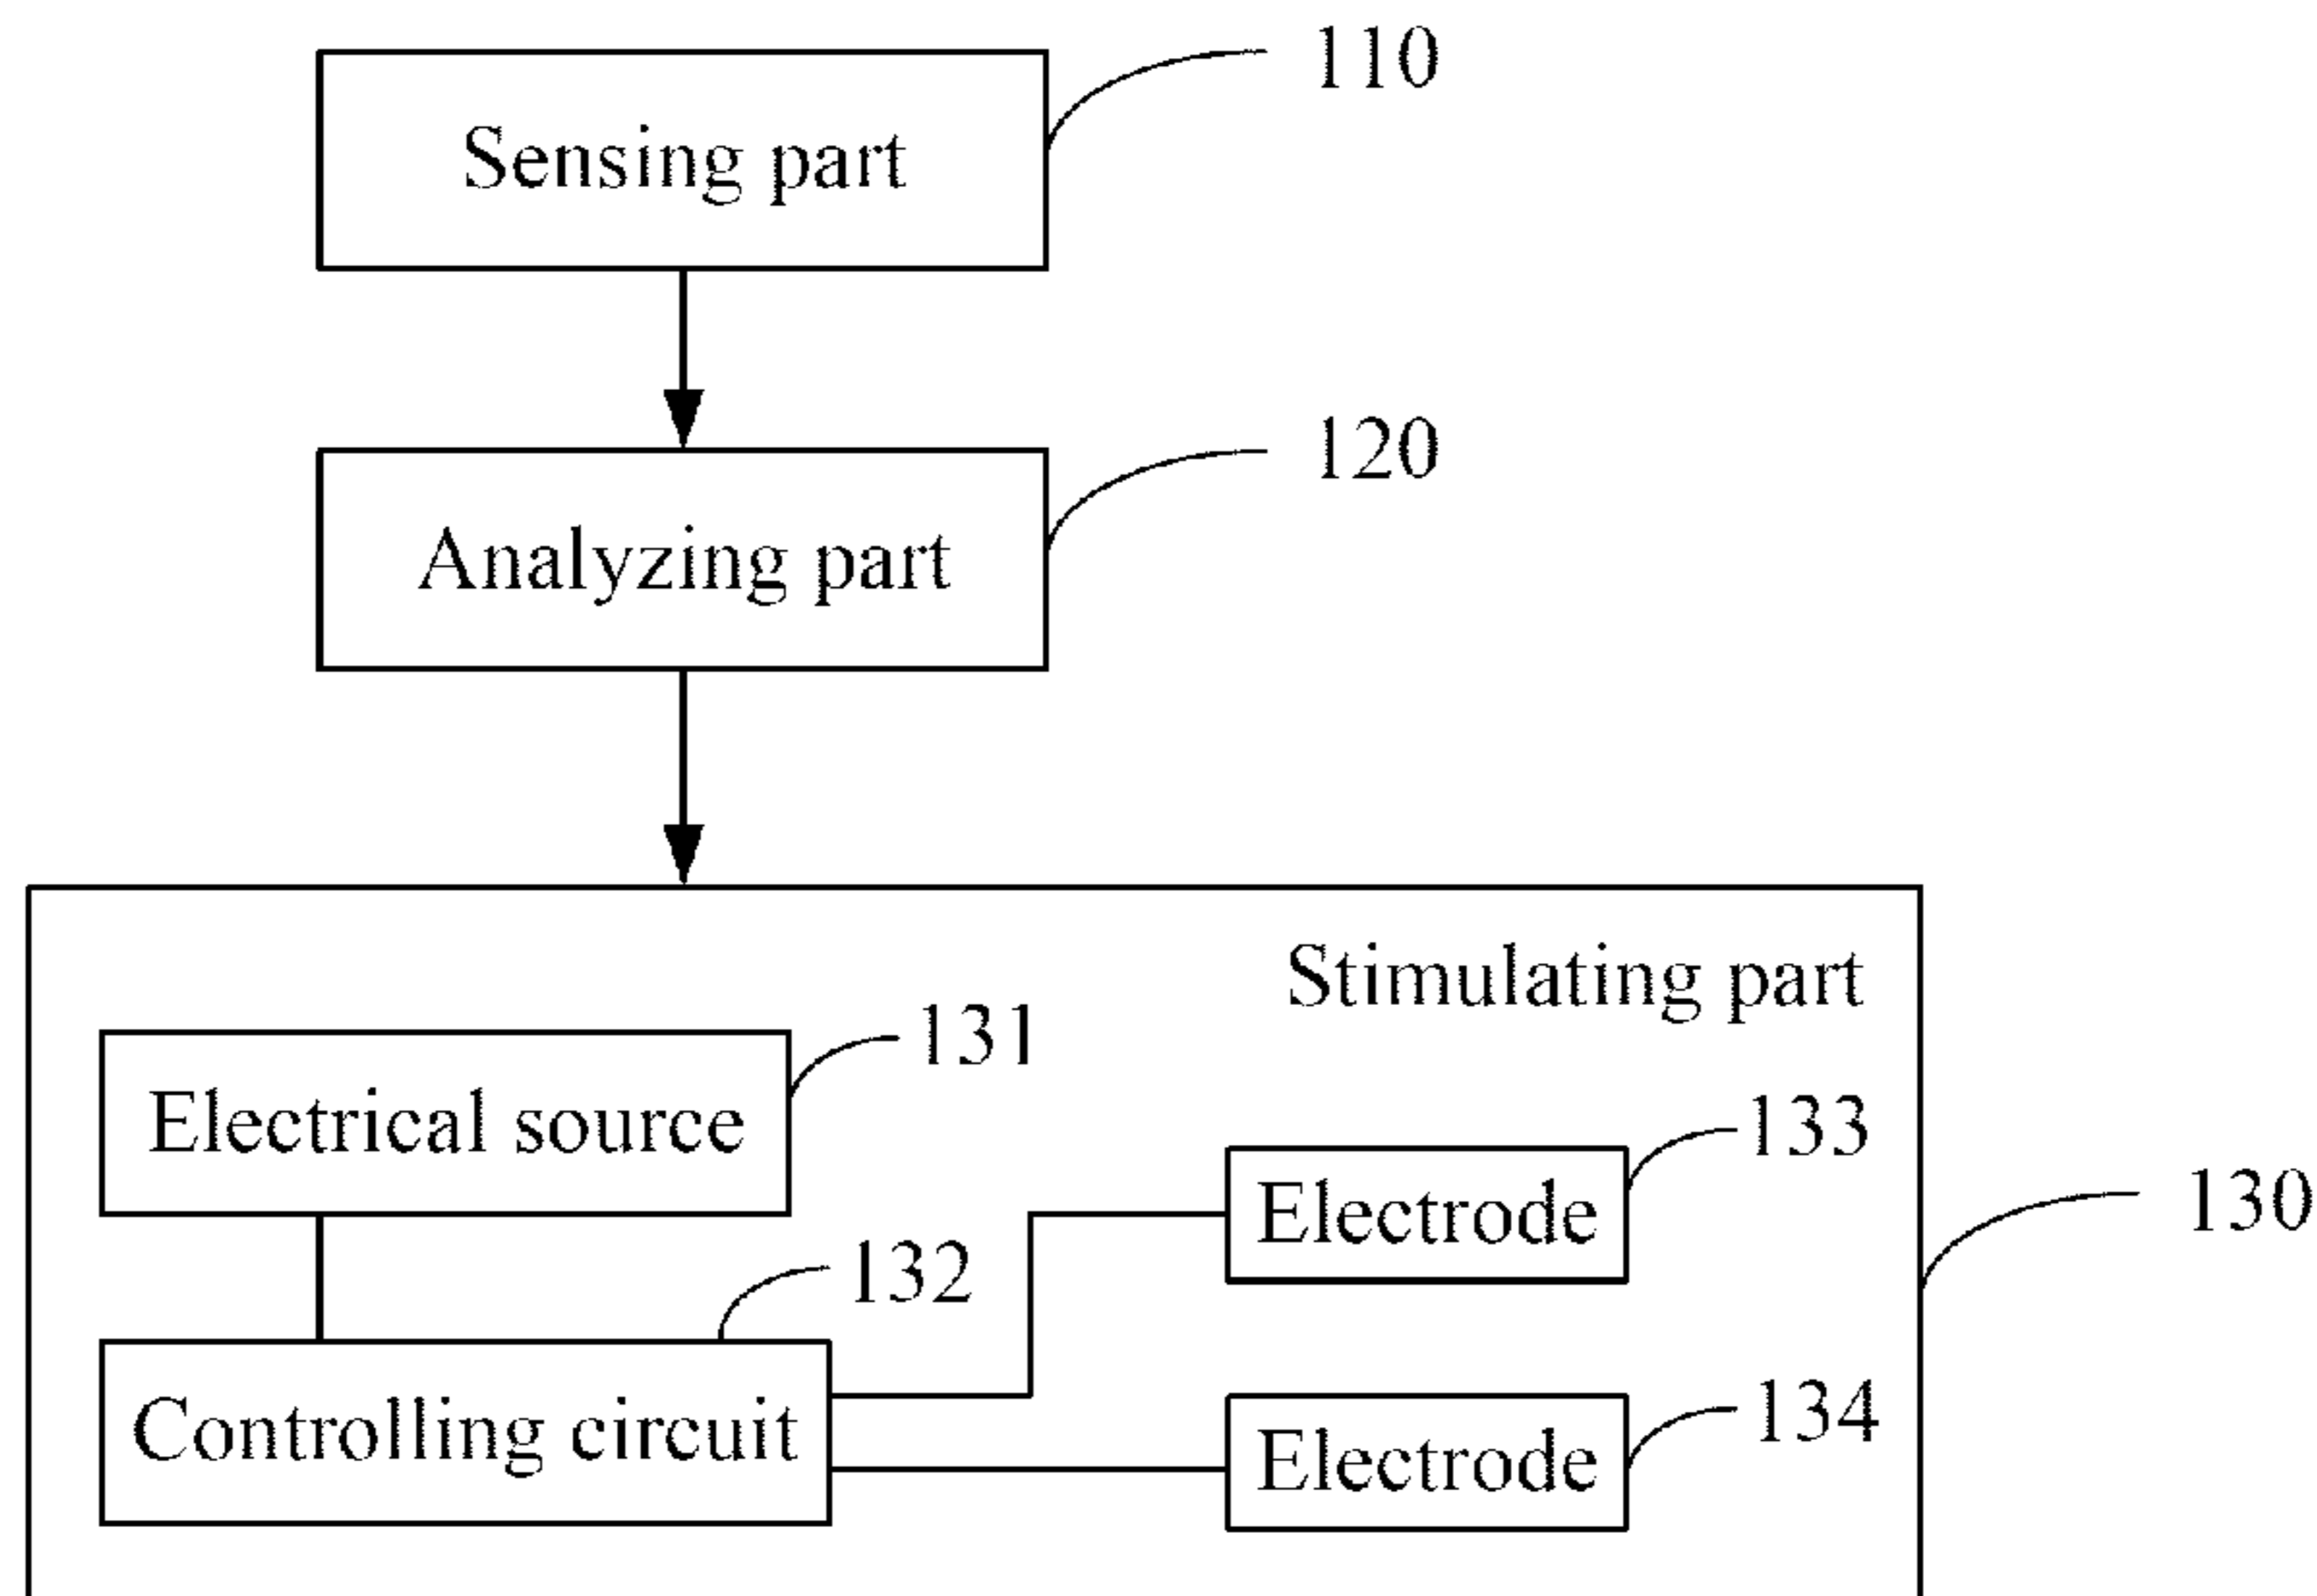 110
Sensing part
120
Analyzing part
Stimulating part
131
Electrical source
133
Electrode
130
132
Controlling circuit
134
Electrode